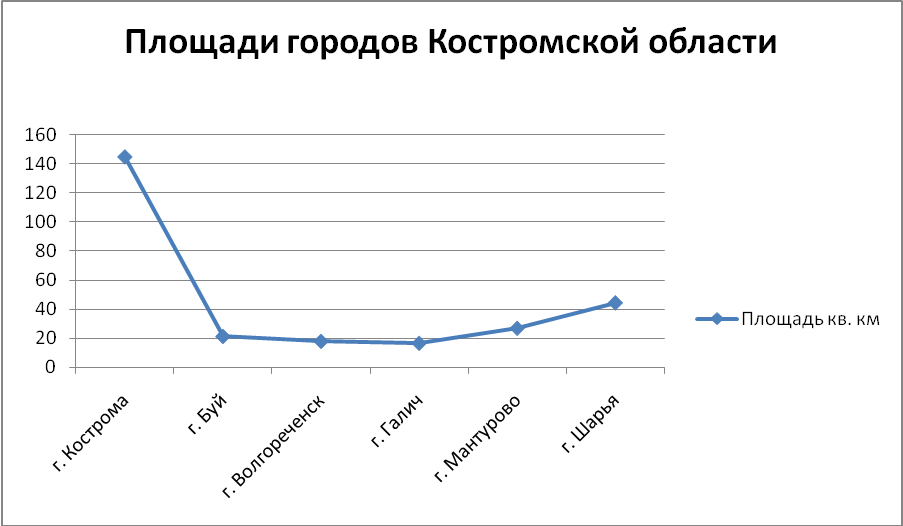 Площади городов Костромской области
160
140
120
100
80
60
40
20
0
г. Кострома
г. Буй
г. Волгореченск
г. Галич
г. Мантурово
г. Шарья
Площадь кв. км